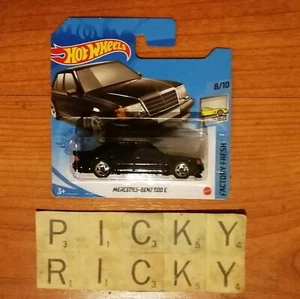 Hot Wheels
8/10
FACTORY FRESH
MERCEDES-BENZ 500 E
PICKY
RICKY